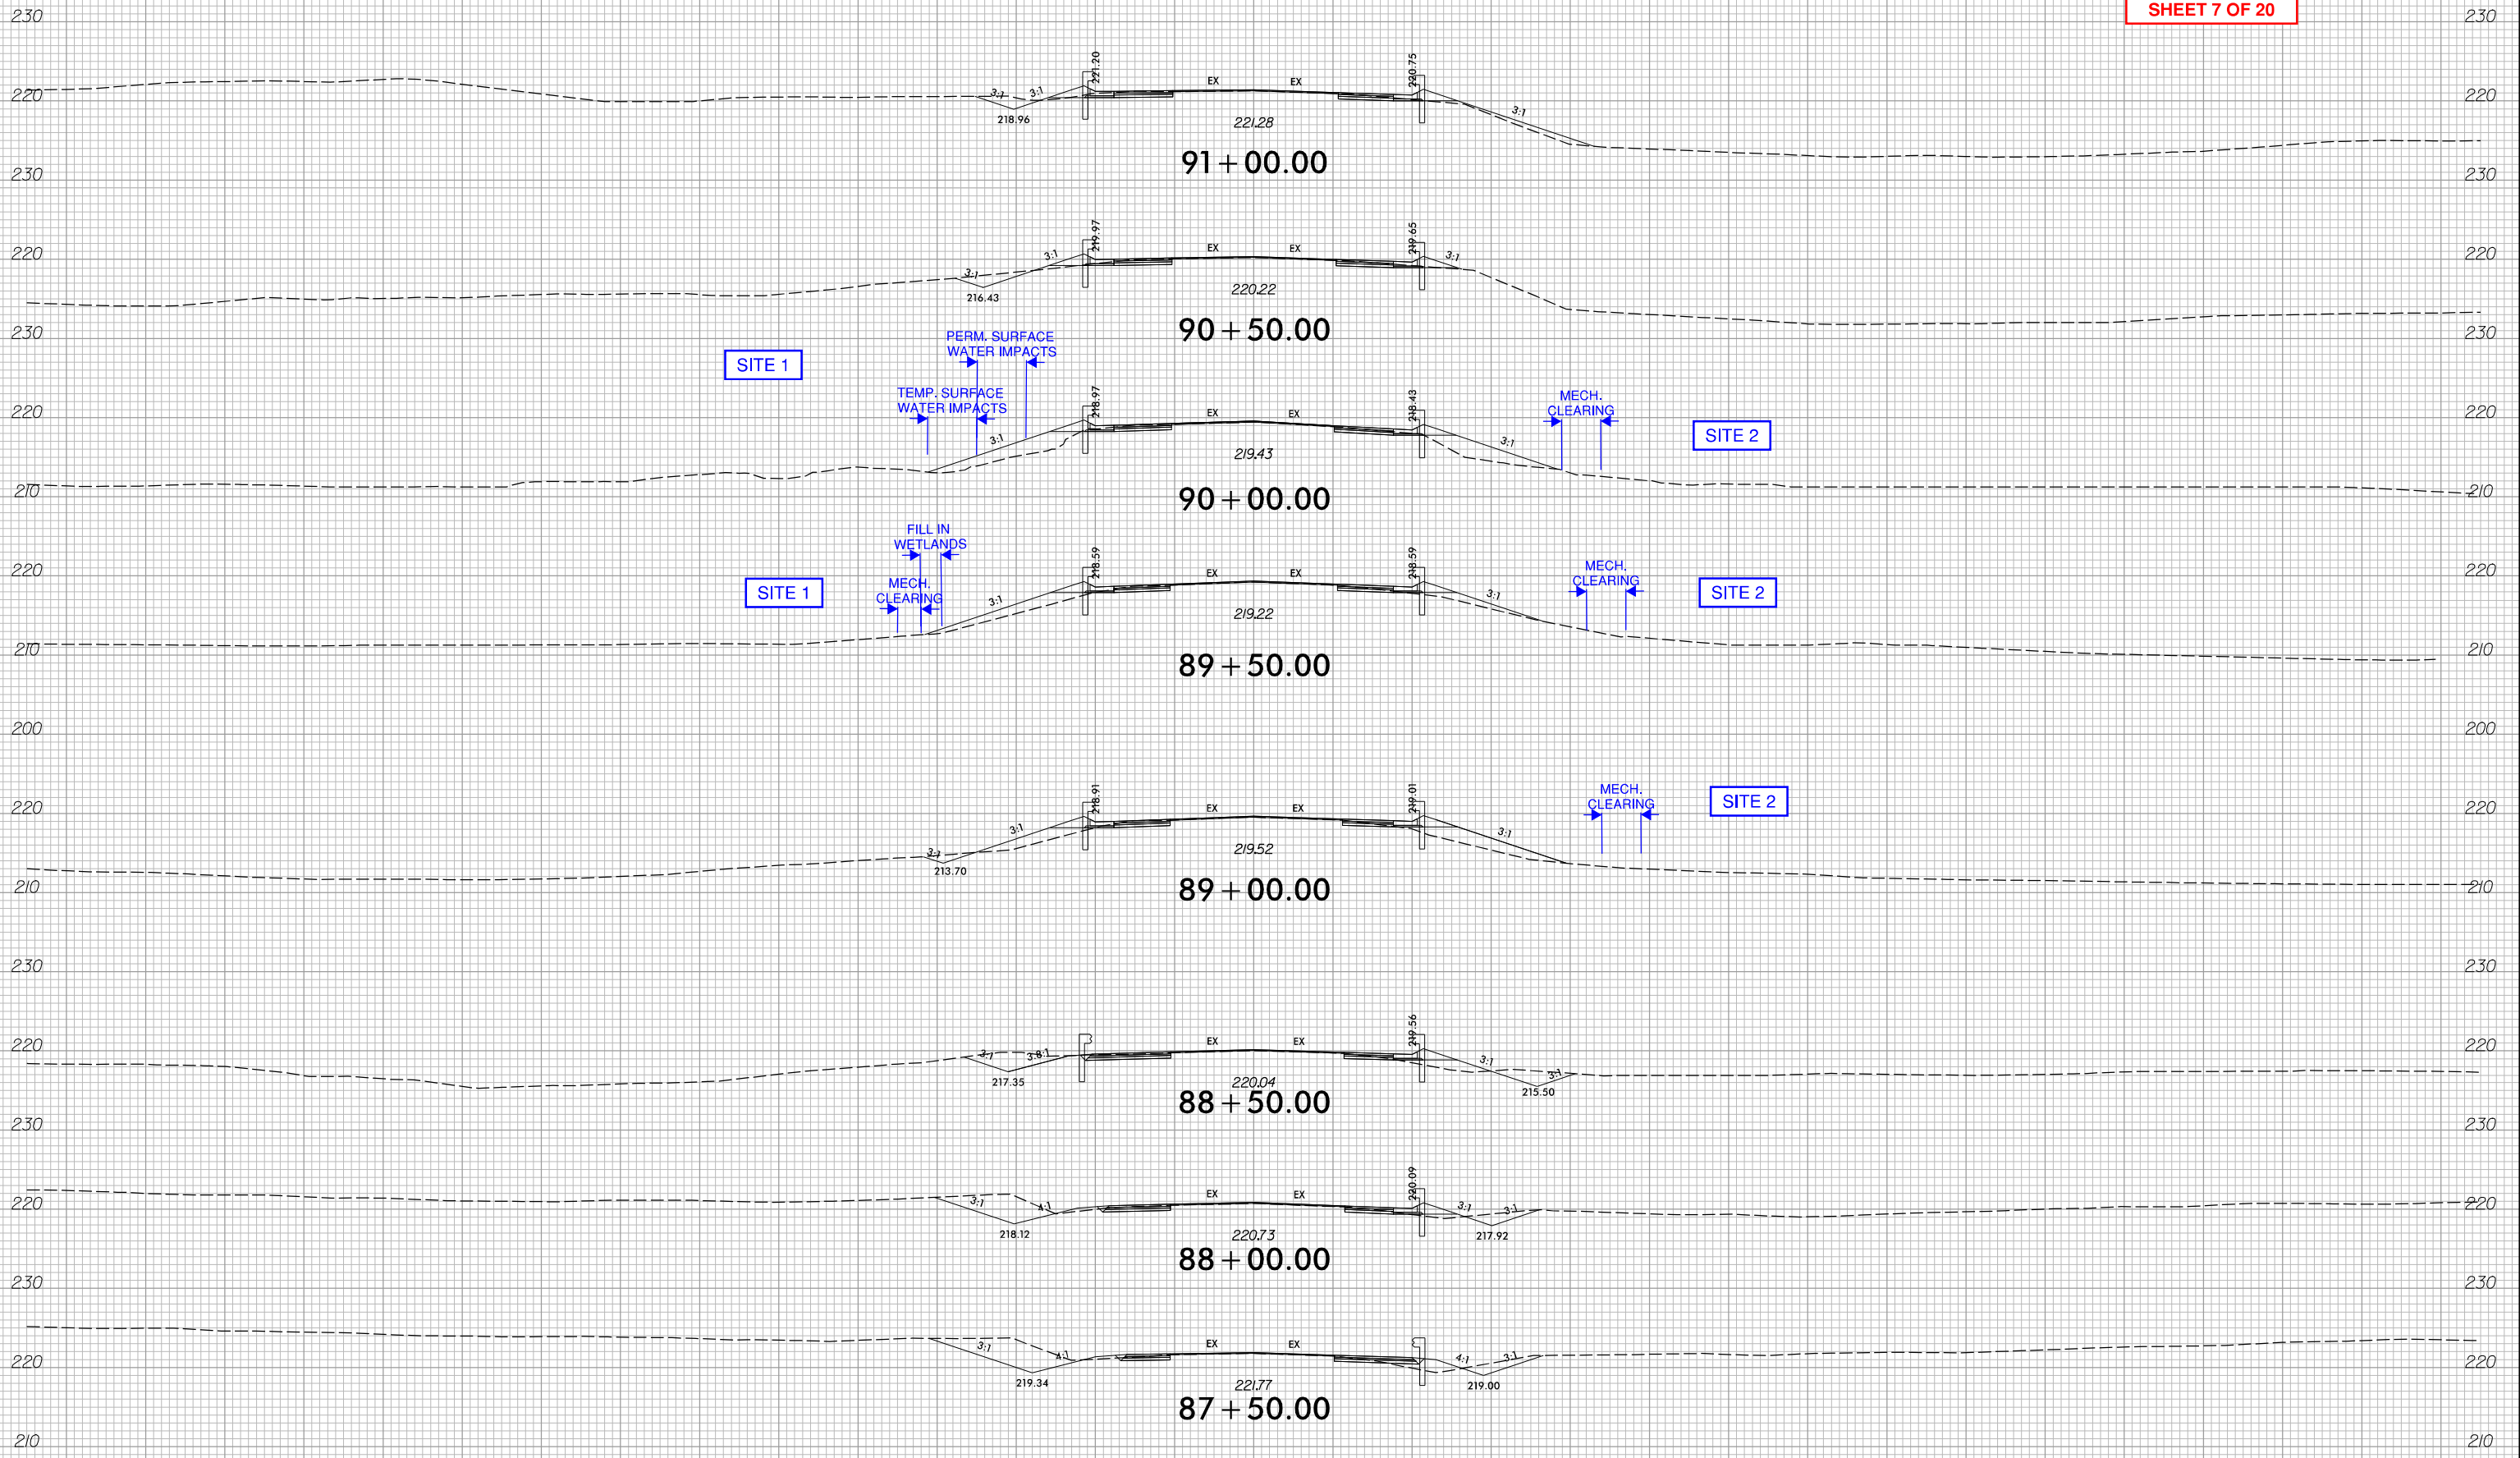 SHEET 7 OF 20
230 230
221.20 220.75
EX EX
220 3:1 3:1 3:1 220
218.96 221.28
91+00.00
230 230
219.97 219.65
EX EX
220 3:1 3:1 3:1 220
216.43 220.22
90+50.00
230 230
PERM. SURFACE
WATER IMPACTS
SITE 1
TEMP. SURFACE
WATER IMPACTS
MECH.
CLEARING
218.97 218.43
EX EX
220 220
3:1 3:1
SITE 2
219.43
210 210
90+00.00
FILL IN
WETLANDS
218.59 218.59
220 EX EX 220
MECH.
CLEARING
MECH.
CLEARING
SITE 1
SITE 2
3:1 3:1
219.22
210 210
89+50.00
200 200
MECH.
CLEARING
SITE 2
218.91 219.01
220 EX EX 220
3:1 3:1 3:1
213.70 219.52
210 210
89+00.00
230 230
219.56
220 EX EX 220
3:1 3.8:1 3:1 3:1
217.35 220.04 215.50
88+50.00
230 230
220.09
EX EX
220 3:1 4:1 3:1 3:1 220
218.12 220.73 217.92
88+00.00
230 230
EX EX
3:1 4:1 4:1 3:1
220 220
219.34 221.77 219.00
87+50.00
210 210